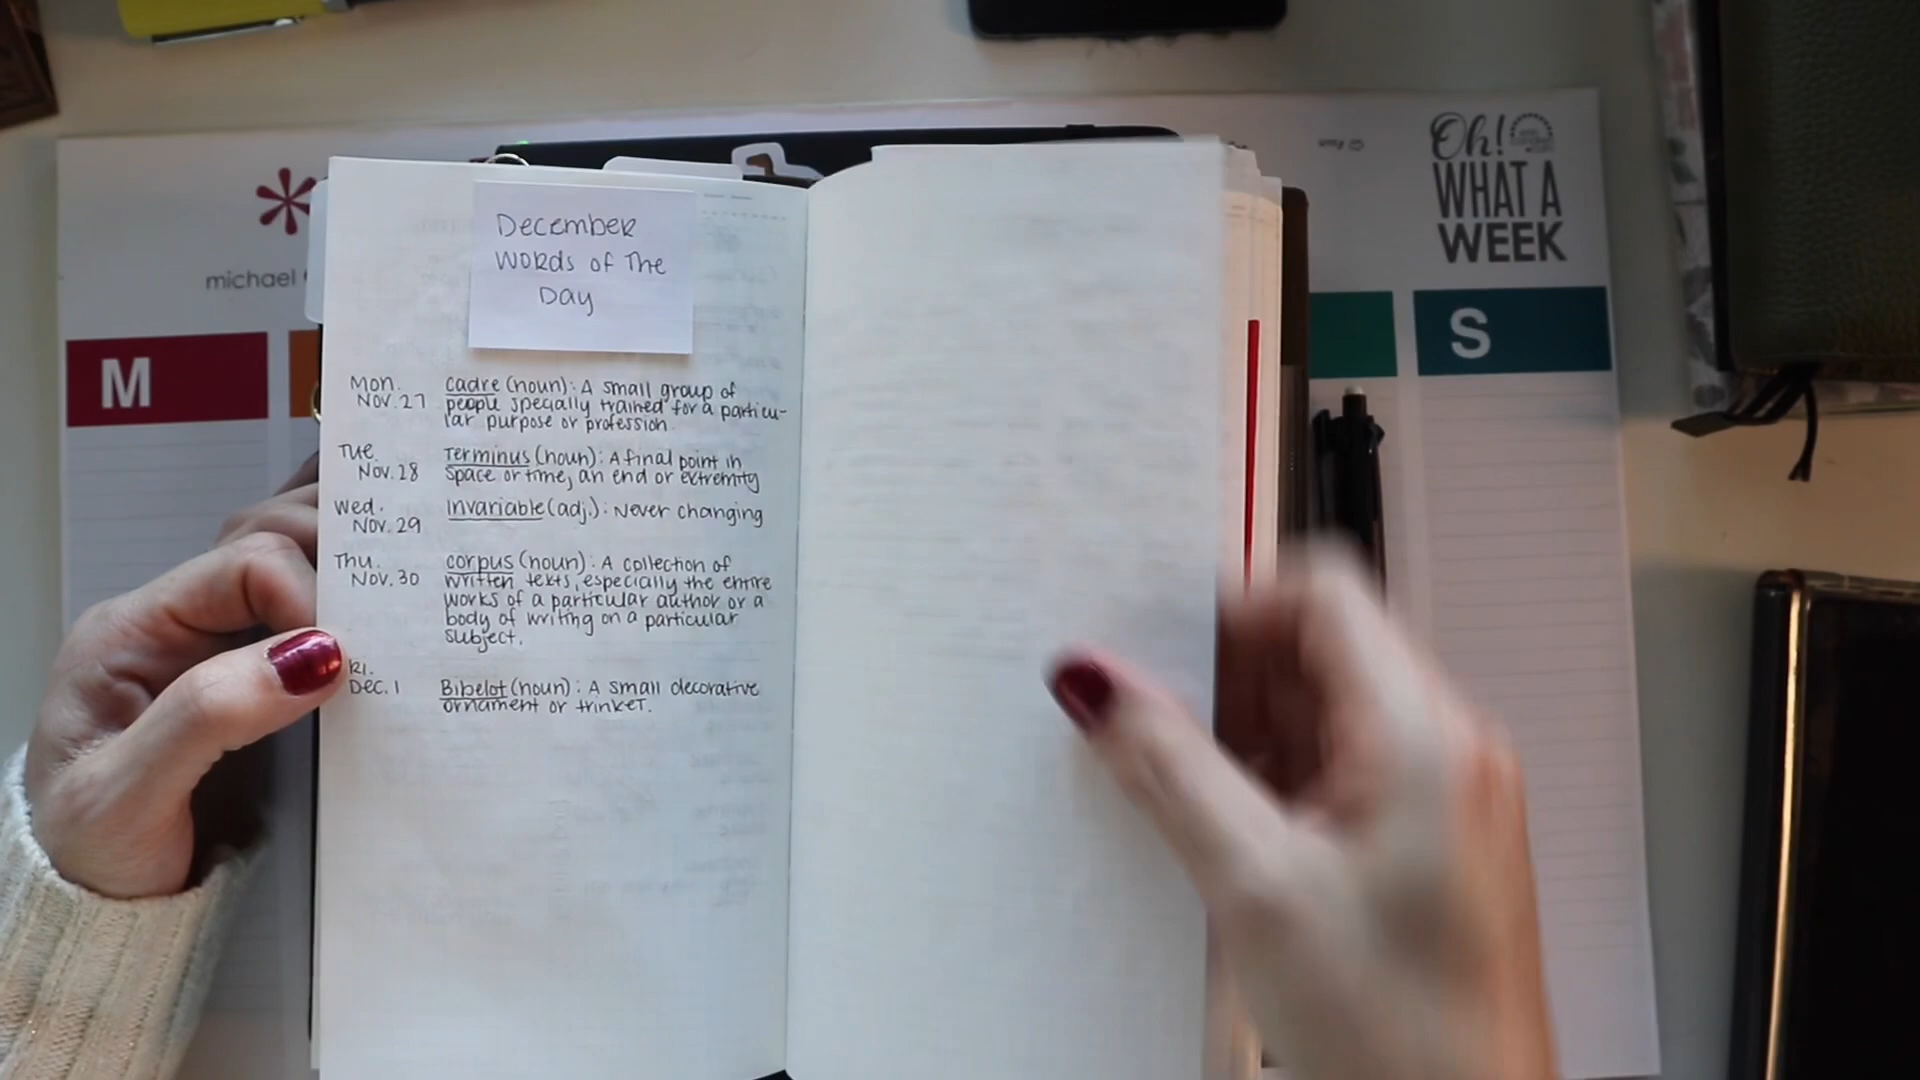 Oh!
WHAT A
WEEK
michael
M
S
December
Words of The
Day
Mon.
Nov. 27
cadre (noun): A small group of
people specially trained for a particu-
lar purpose or profession.
Tue.
Nov. 28
Terminus (noun): A final point in
space or time, an end or extremity
Wed.
Nov. 29
Invariable (adj.): Never changing
Thu.
Nov. 30
corpus (noun): A collection of
written texts, especially the entire
works of a particular author or a
body of writing on a particular
subject.
Ri.
Dec. 1
Bibelot (noun): A small decorative
ornament or trinket.